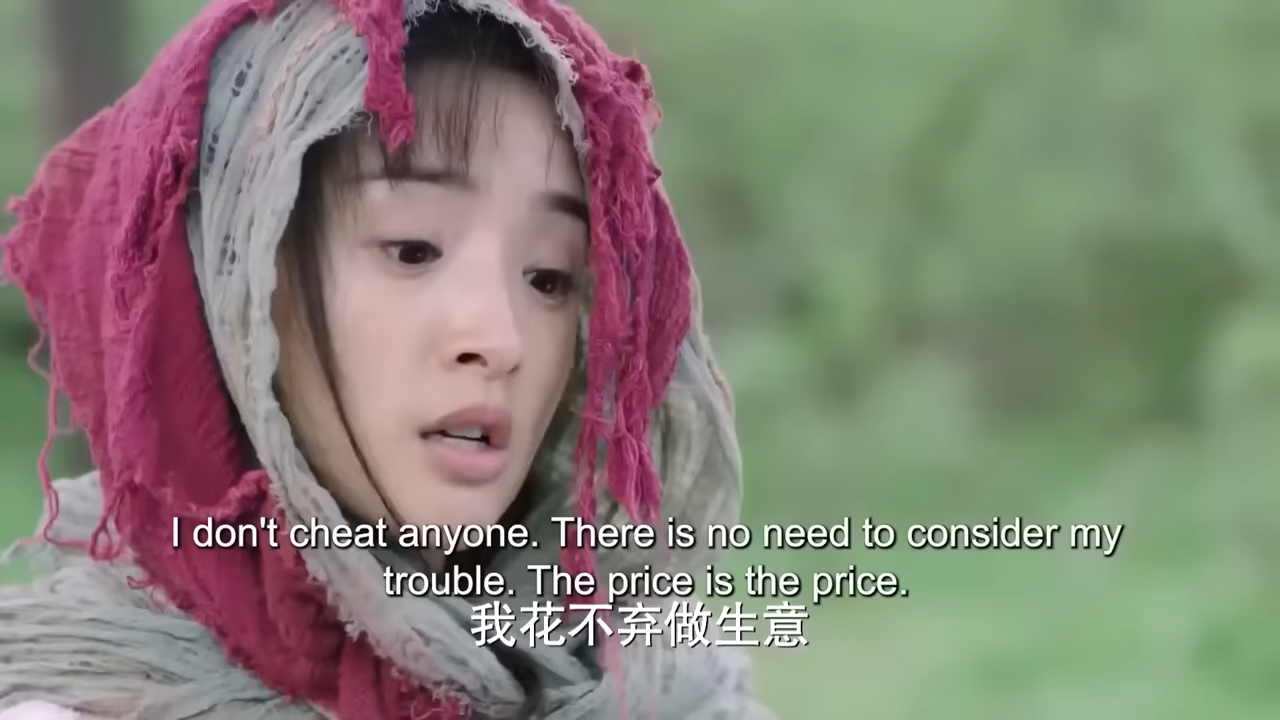 I don't cheat anyone. There is no need to consider my
trouble. The price is the price.
我花不弃做生意